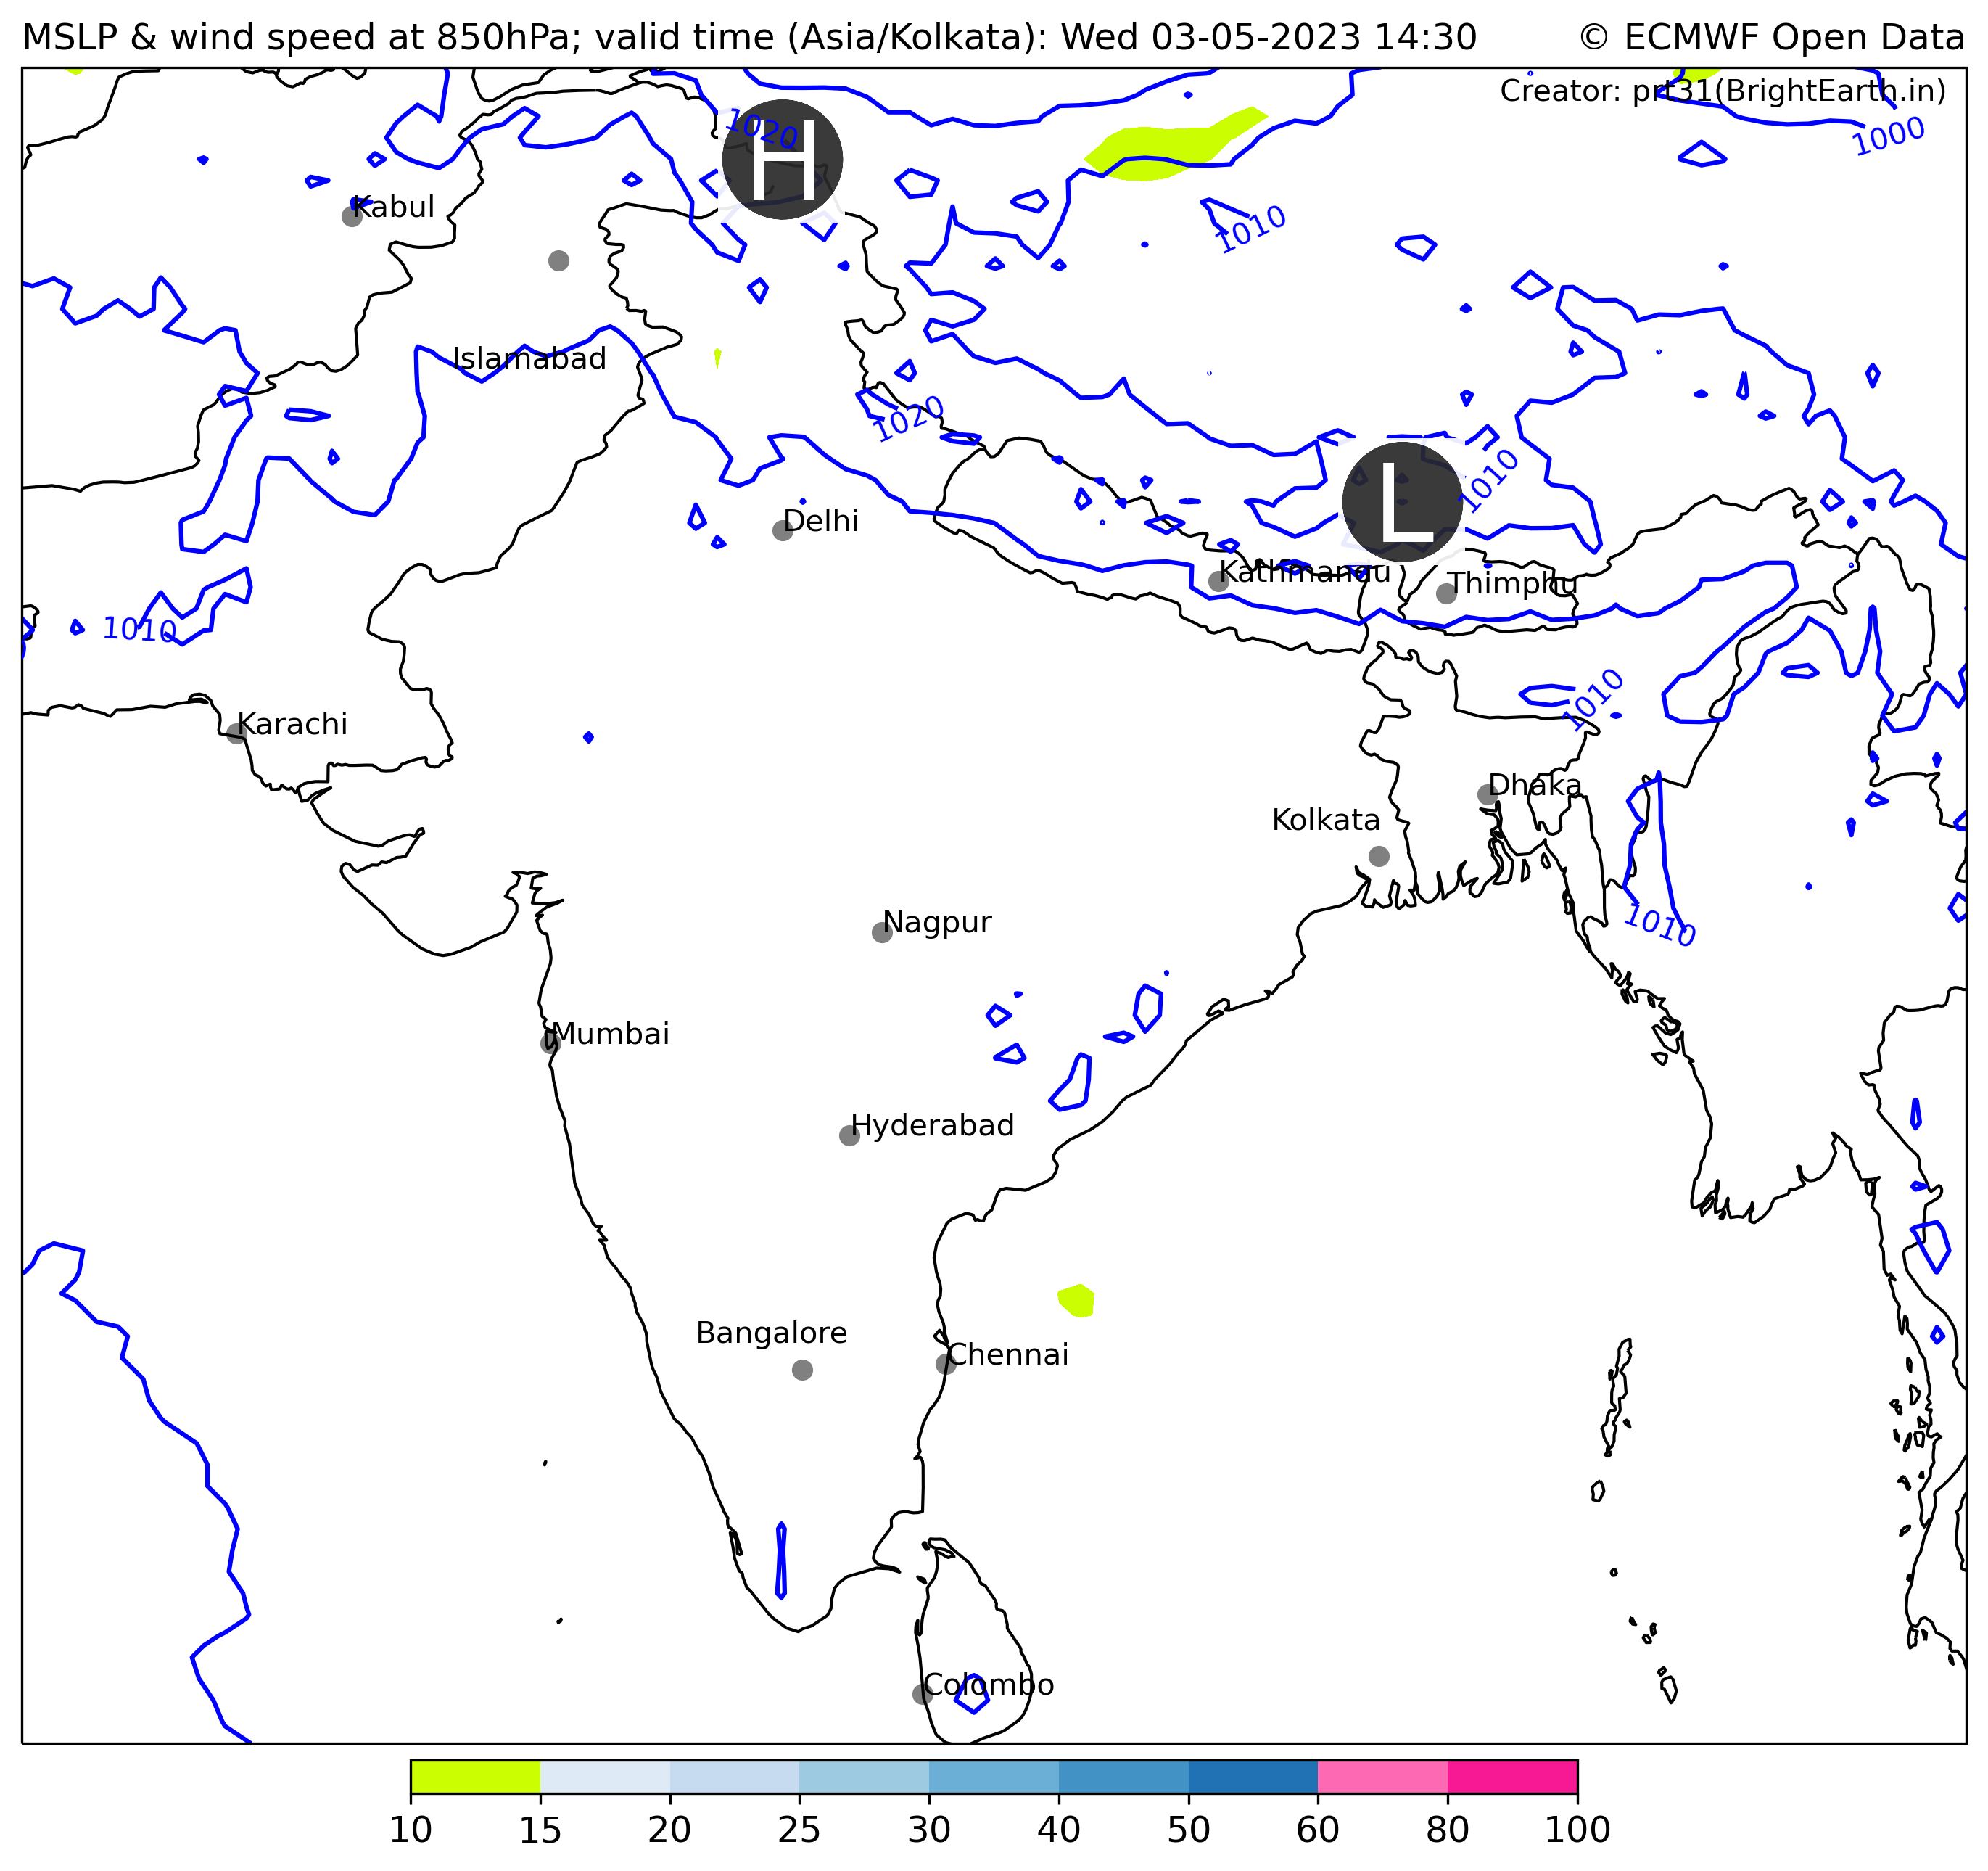 MSLP & wind speed at 850hPa; valid time (Asia/Kolkata): Wed 03-05-2023 14:30
© ECMWF Open Data
Creator: prt31(BrightEarth.in)
1020
H
1000
Kabul
1010
Islamabad
1020
1010
L
Delhi
Kathmandu
Thimphu
1010
1010
Karachi
Dhaka
Kolkata
Nagpur
1010
Mumbai
Hyderabad
Bangalore
Chennai
Colombo
10 15 20 25 30 40 50 60 80 100